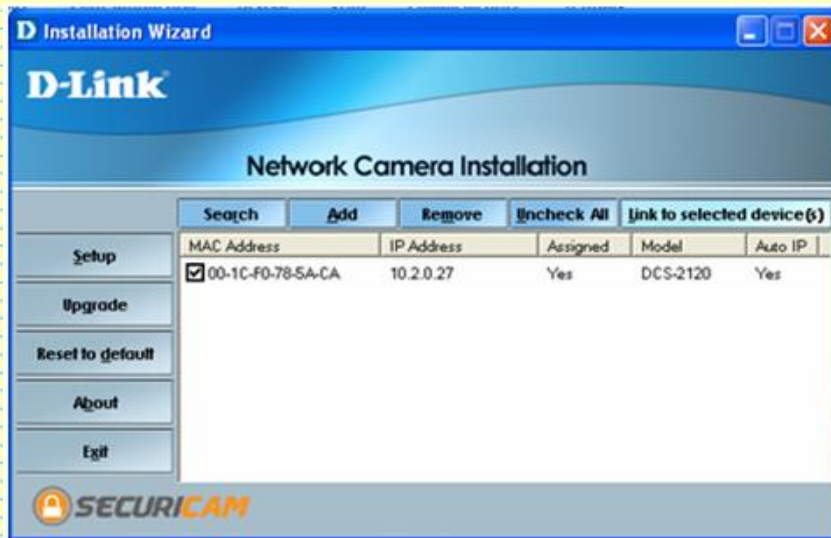 D Installation Wizard
D-Link
Network Camera Installation
Search Add Remove Uncheck All Link to selected device(s)
MAC Address IP Address Assigned Model Auto IP
00-1C-F0-78-5A-CA 10.2.0.27 Yes DCS-2120 Yes
Setup
Upgrade
Reset to default
About
Exit
SECURICAM